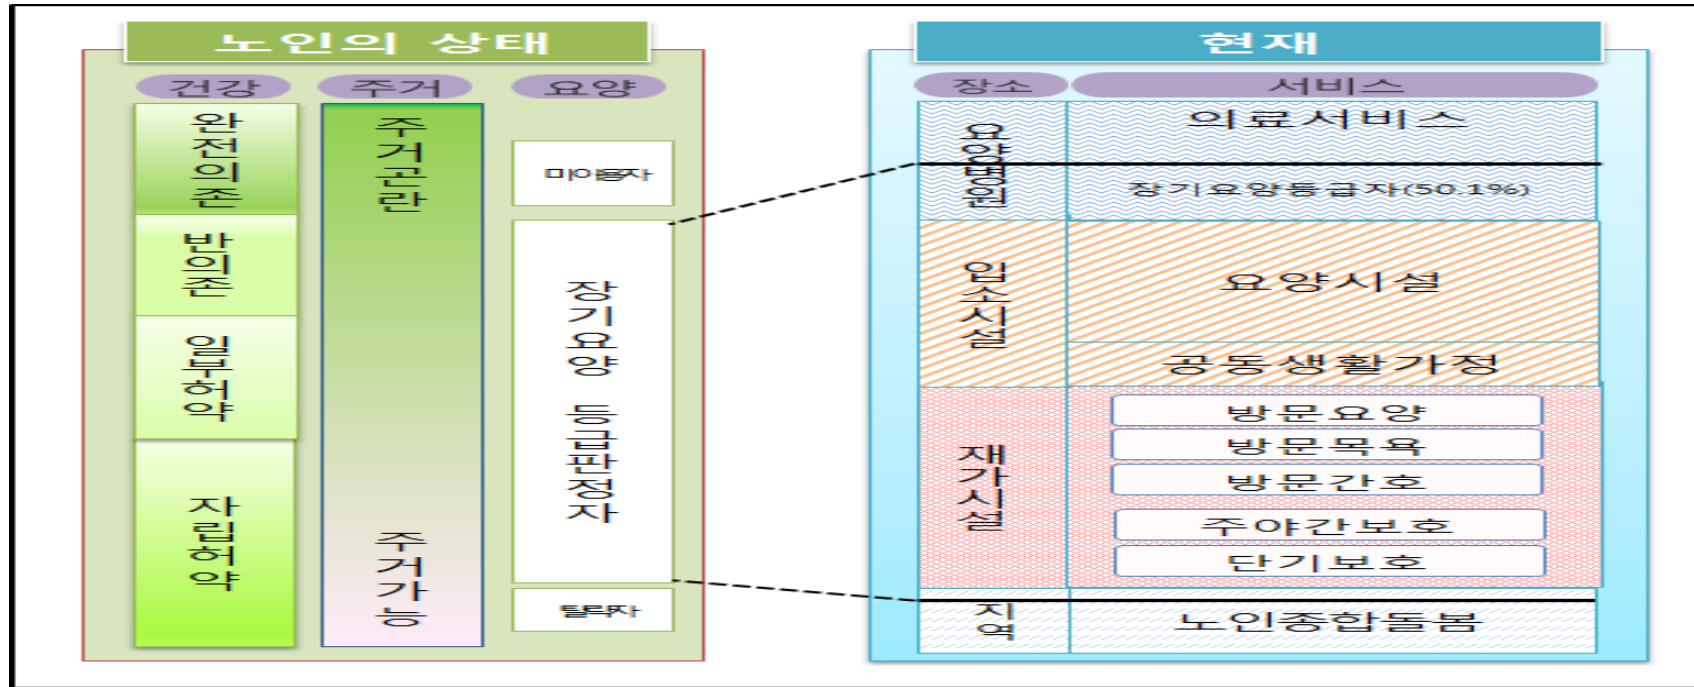 노인의 상태
건강
주거
요양
완전의존
반의존
일부허약
자립허약
주거곤란
주거가능
미이용자
장기요양 등급판정자
탈락자
현재
장소
서비스
요양병원
의료서비스
장기요양등급자(50.1%)
입소시설
요양시설
공동생활가정
재가시설
방문요양
방문목욕
방문간호
주야간보호
단기보호
지역
노인종합돌봄